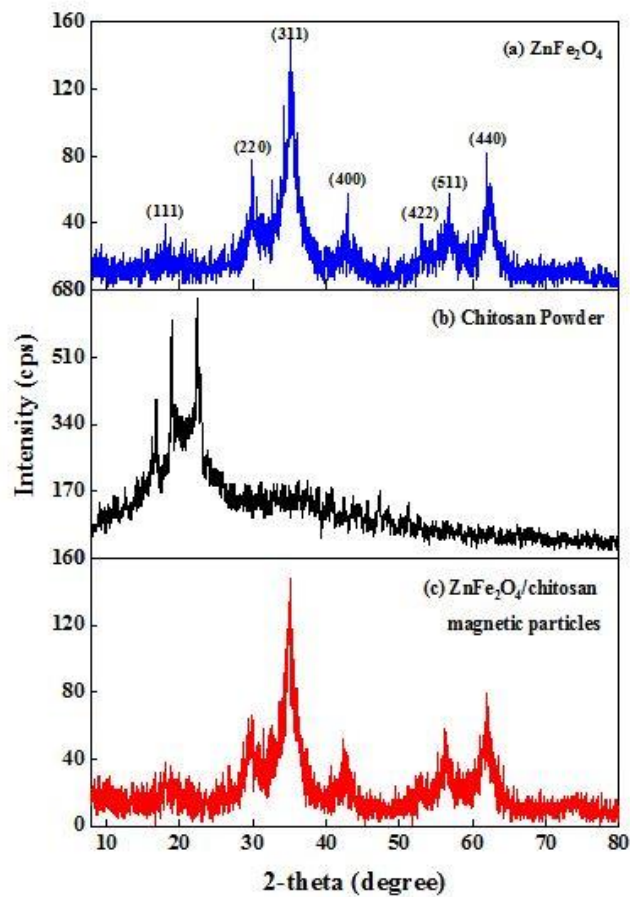 160
(311)
(a) ZnFe₂O₄
120
80
(220)
(440)
(400)
(511)
40
(111)
(422)
680
(b) Chitosan Powder
510
340
170
Intensity (cps)
160
(c) ZnFe₂O₄/chitosan
magnetic particles
120
80
40
0
10 20 30 40 50 60 70 80
2-theta (degree)